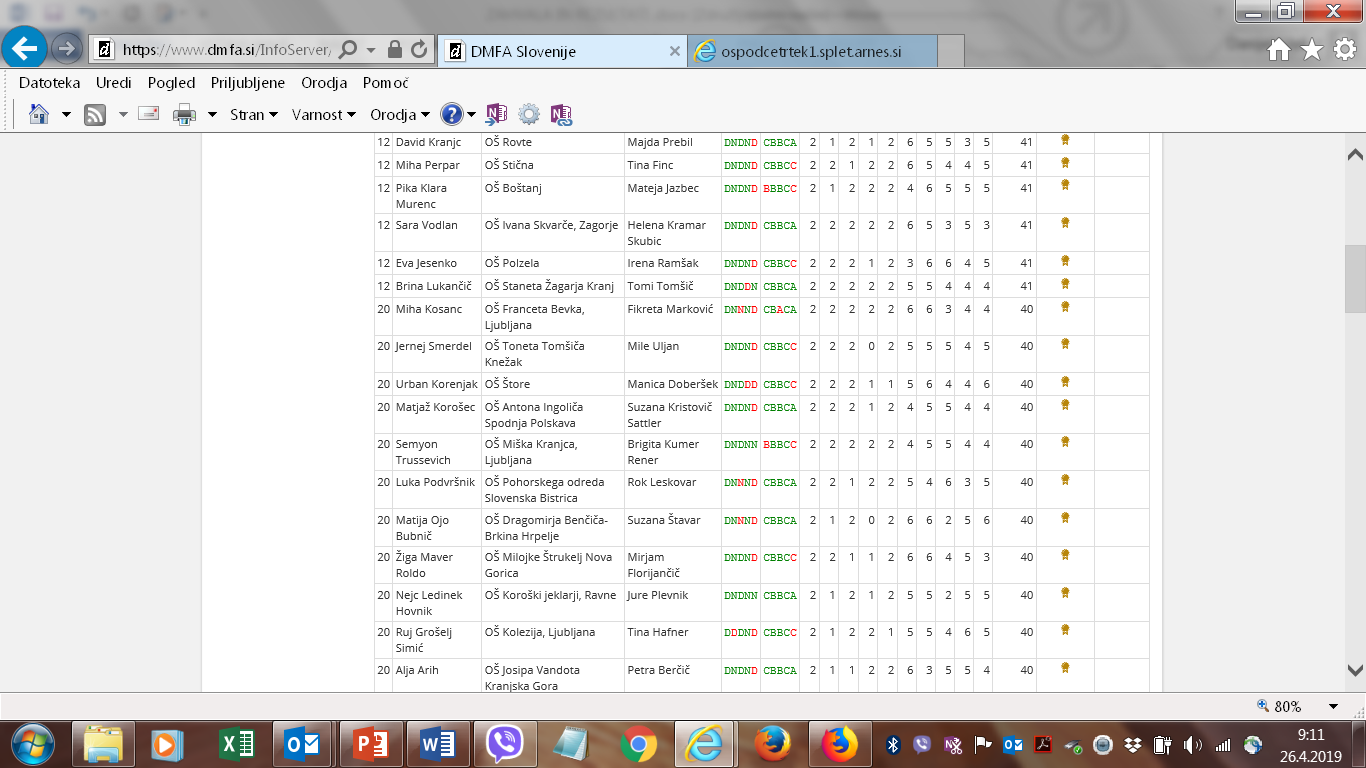 https://www.dmfa.si/InfoServer/
DMFA Slovenije
ospodcetrtek1.splet.arnes.si
Datoteka Uredi Pogled Priljubljene Orodja Pomoč
Stran Varnost Orodja
12 David Kranjc OŠ Rovte Majda Prebil DNDND CBBCA 2 1 2 1 2 6 5 5 3 5 41
12 Miha Perpar OŠ Stična Tina Finc DNDND CBBCC 2 2 1 2 2 6 5 4 4 5 41
12 Pika Klara OŠ Boštanj Mateja Jazbec DNDND BBBCC 2 1 2 2 2 4 6 5 5 5 41
Murenc
12 Sara Vodlan OŠ Ivana Skvarče, Zagorje Helena Kramar DNDND CBBCA 2 2 2 2 2 6 5 3 5 3 41
Skubic
12 Eva Jesenko OŠ Polzela Irena Ramšak DNDND CBBCC 2 2 2 1 2 3 6 6 4 5 41
12 Brina Lukančič OŠ Staneta Žagarja Kranj Tomi Tomšič DNDDN CBBCA 2 2 2 2 2 5 5 4 4 4 41
20 Miha Kosanc OŠ Franceta Bevka, Fikreta Marković DNNND CBACA 2 2 2 2 2 6 6 3 4 4 40
Ljubljana
20 Jernej Smerdel OŠ Toneta Tomšiča Mile Uljan DNDND CBBCC 2 2 2 0 2 5 5 5 4 5 40
Knežak
20 Urban Korenjak OŠ Štore Manica Doberšek DNDDD CBBCC 2 2 2 1 1 5 6 4 4 6 40
20 Matjaž Korošec OŠ Antona Ingoliča Suzana Kristovič DNDND CBBCA 2 2 2 1 2 4 5 5 4 4 40
Spodnja Polskava Sattler
20 Semyon OŠ Miška Kranjca, Brigita Kumer DNDNN BBBCC 2 2 2 2 2 4 5 5 4 4 40
Trussevich Ljubljana Rener
20 Luka Podvršnik OŠ Pohorskega odreda Rok Leskovar DNNND CBBCA 2 2 1 2 2 5 4 6 3 5 40
Slovenska Bistrica
20 Matija Ojo OŠ Dragomirja Benčiča- Suzana Štavar DNNND CBBCA 2 1 2 0 2 6 6 2 5 6 40
Bubnič Brkina Hrpelje
20 Žiga Maver OŠ Milojke Štrukelj Nova Mirjam DNDND CBBCC 2 2 1 1 2 6 6 4 5 3 40
Roldo Gorica Florijančič
20 Nejc Ledinek OŠ Koroški jeklarji, Ravne Jure Plevnik DNDNN CBBCA 2 1 2 1 2 5 5 2 5 5 40
Hovnik
20 Ruj Grošelj OŠ Kolezija, Ljubljana Tina Hafner DDDND CBBCC 2 1 2 2 1 5 5 4 6 5 40
Simić
20 Alja Arih OŠ Josipa Vandota Petra Berčič DNDND CBBCA 2 1 1 2 2 6 3 5 5 4 40
Kranjska Gora
80%
9:11
26.4.2019